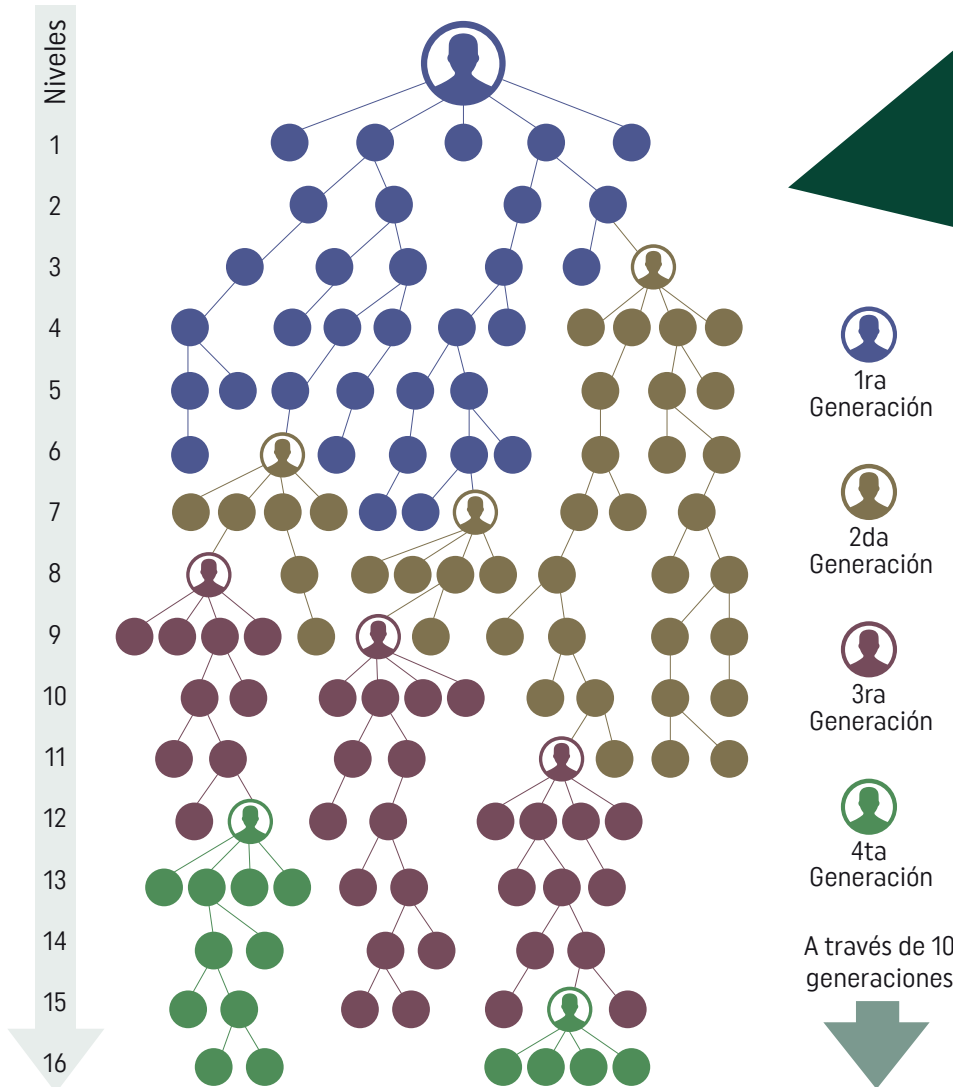 Niveles
1
2
3
4
5
6
7
8
9
10
11
12
13
14
15
16
1ra
Generación
2da
Generación
3ra
Generación
4ta
Generación
A través de 10
generaciones